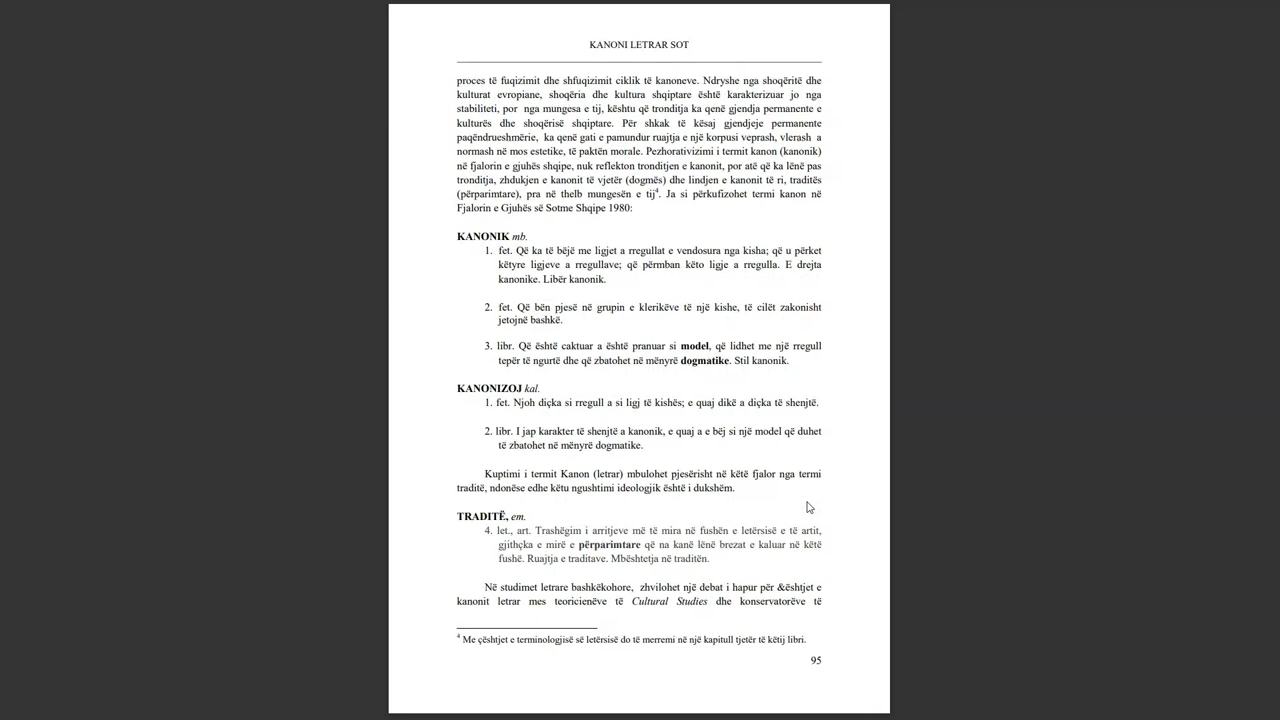 KANONI LETRAR SOT
proces të fuqizimit dhe shfuqizimit ciklik të kanoneve. Ndryshe nga shoqëritë dhe
kulturat evropiane, shoqëria dhe kultura shqiptare është karakterizuar jo nga
stabiliteti, por nga mungesa e tij, kështu që tronditja ka qenë gjendja permanente e
kulturës dhe shoqërisë shqiptare. Për shkak të kësaj gjendjeje permanente
paqëndrueshmërie, ka qenë gati e pamundur ruajtja e një korpusi veprash, vlerash a
normash në mos estetike, të paktën morale. Pezhorativizimi i termit kanon (kanonik)
në fjalorin e gjuhës shqipe, nuk reflekton tronditjen e kanonit, por atë që ka lënë pas
tronditja, zhdukjen e kanonit të vjetër (dogmës) dhe lindjen e kanonit të ri, traditës
(përparimtare), pra në thelb mungesën e tij⁴. Ja si përkufizohet termi kanon në
Fjalorin e Gjuhës së Sotme Shqipe 1980:
KANONIK mb.
1. fet. Që ka të bëjë me ligjet a rregullat e vendosura nga kisha; që u përket
këtyre ligjeve a rregullave; që përmban këto ligje a rregulla. E drejta
kanonike. Libër kanonik.
2. fet. Që bën pjesë në grupin e klerikëve të një kishe, të cilët zakonisht
jetojnë bashkë.
3. libr. Që është caktuar a është pranuar si model, që lidhet me një rregull
tepër të ngurtë dhe që zbatohet në mënyrë dogmatike. Stil kanonik.
KANONIZOJ kal.
1. fet. Njoh diçka si rregull a si ligj të kishës; e quaj dikë a diçka të shenjtë.
2. libr. I jap karakter të shenjtë a kanonik, e quaj a e bëj si një model që duhet
të zbatohet në mënyrë dogmatike.
Kuptimi i termit Kanon (letrar) mbulohet pjesërisht në këtë fjalor nga termi
traditë, ndonëse edhe këtu ngushtimi ideologjik është i dukshëm.
TRADITË, em.
4. let., art. Trashëgim i arritjeve më të mira në fushën e letërsisë e të artit,
gjithçka e mirë e përparimtare që na kanë lënë brezat e kaluar në këtë
fushë. Ruajtja e traditave. Mbështetja në traditën.
Në studimet letrare bashkëkohore, zhvilohet një debat i hapur për &ështjet e
kanonit letrar mes teoricienëve të Cultural Studies dhe konservatorëve të
⁴ Me çështjet e terminologjisë së letërsisë do të merremi në një kapitull tjetër të këtij libri.
95